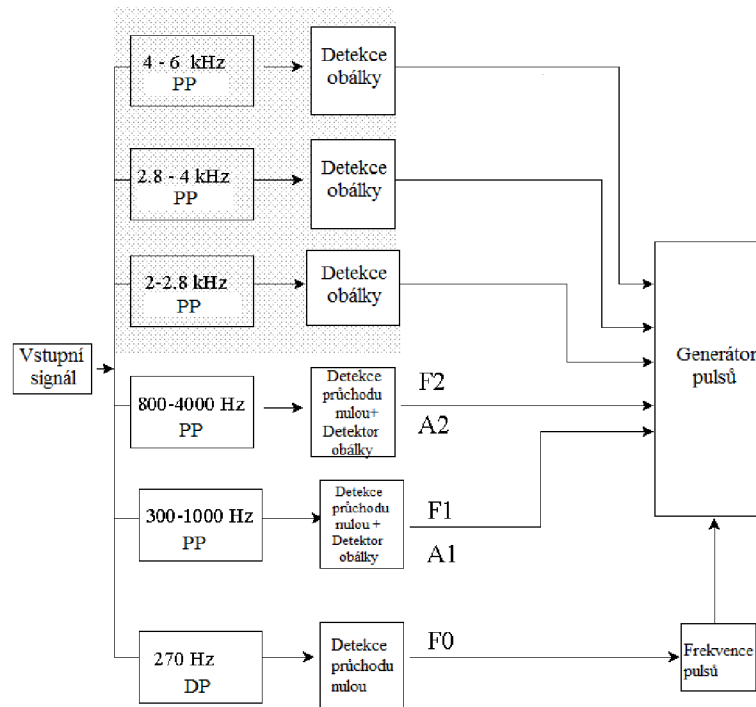 4 - 6 kHz
PP
Detekce
obálky
2.8 - 4 kHz
PP
Detekce
obálky
2-2.8 kHz
PP
Detekce
obálky
Vstupní
signál
Generátor
pulsů
800-4000 Hz
PP
Detekce
průchodu
nulou+
Detektor
obálky
F2
A2
300-1000 Hz
PP
Detekce
průchodu
nulou +
Detektor
obálky
F1
A1
270 Hz
DP
Detekce
průchodu
nulou
F0
Frekvence
pulsů